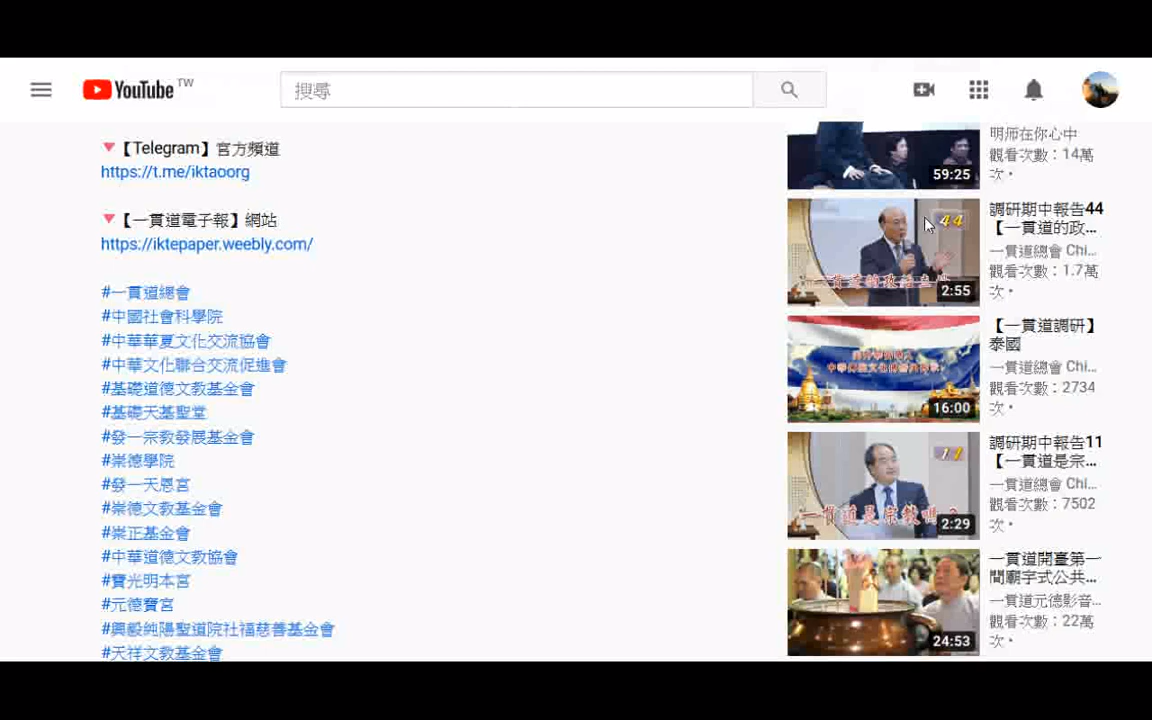 YouTube TW
搜尋
🔻【Telegram】官方頻道
https://t.me/iktaoorg
🔻【一貫道電子報】網站
https://iktepaper.weebly.com/
#一貫道總會
#中國社會科學院
#中華華夏文化交流協會
#中華文化聯合交流促進會
#基礎道德文教基金會
#基礎天基聖堂
#發一宗教發展基金會
#崇德學院
#發一天恩宮
#崇德文教基金會
#崇正基金會
#中華道德文教協會
#寶光明本宮
#元德寶宮
#興毅純陽聖道院社福慈善基金會
#天祥文教基金會
59:25
明师在你心中
觀看次數：14萬
次・
44
2:55
調研期中報告44
【一貫道的政...
一貫道總會 Chi...
觀看次數：1.7萬
次・
16:00
【一貫道調研】
泰國
一貫道總會 Chi...
觀看次數：2734
次・
11
一貫道是宗教嗎？
2:29
調研期中報告11
【一貫道是宗...
一貫道總會 Chi...
觀看次數：7502
次・
24:53
一貫道開臺第一
間廟宇式公共...
一貫道元德影音...
觀看次數：22萬
次・